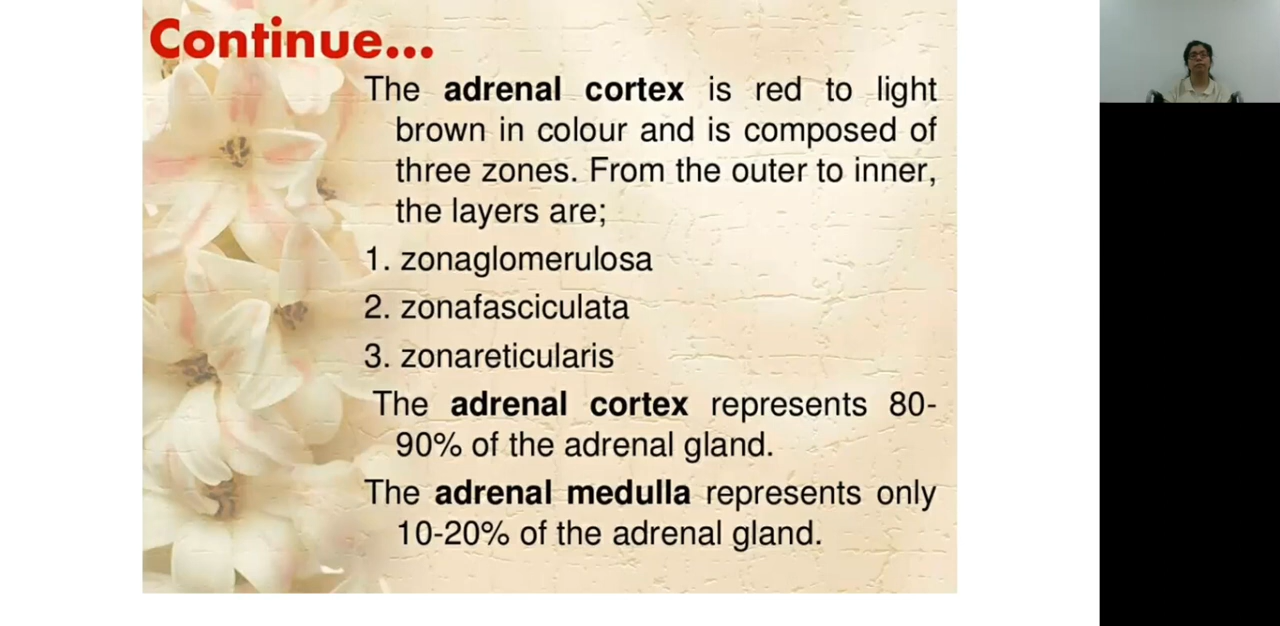 Continue...
The adrenal cortex is red to light
brown in colour and is composed of
three zones. From the outer to inner,
the layers are;
1. zonaglomerulosa
2. zonafasciculata
3. zonareticularis
The adrenal cortex represents 80-
90% of the adrenal gland.
The adrenal medulla represents only
10-20% of the adrenal gland.